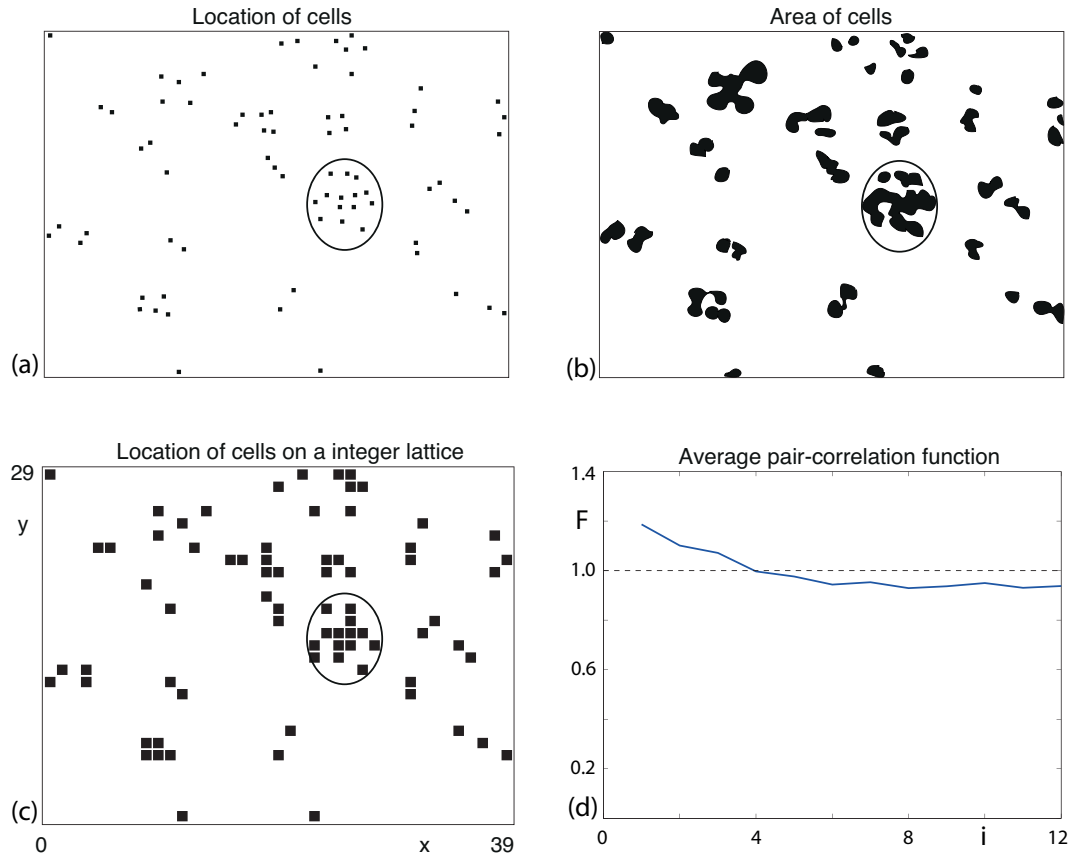 Location of cells
Area of cells
(a)
(b)
Location of cells on a integer lattice
Average pair-correlation function
29
y
(c)
0
x
39
1.4
F
1.0
0.6
0.2
(d)
0
4
8
i
12